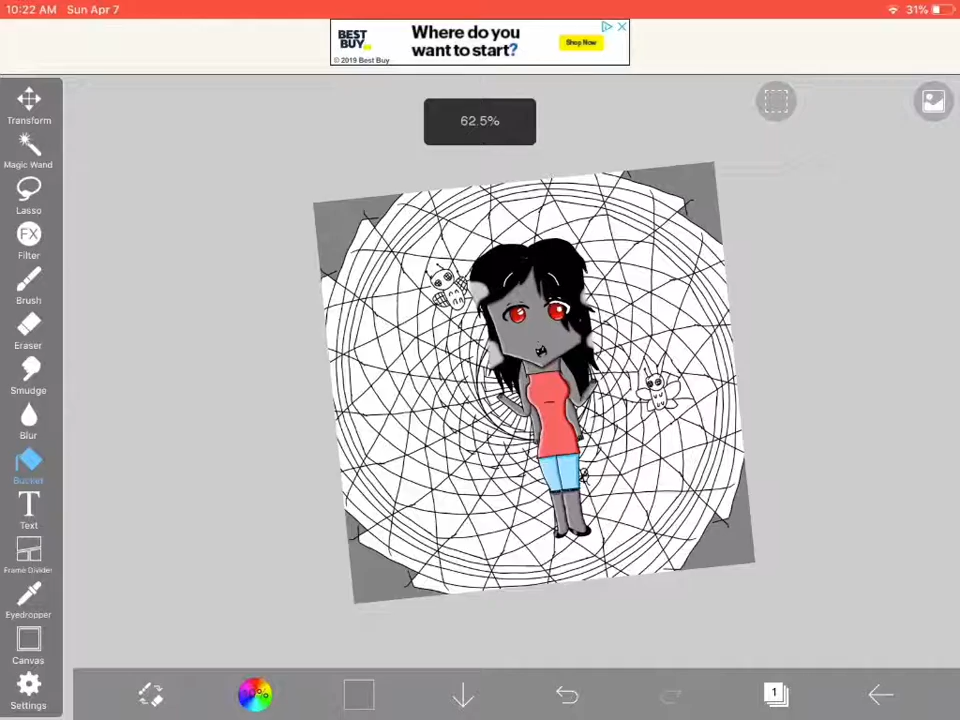 10:22 AM Sun Apr 7
31%
BEST
BUY
© 2019 Best Buy
Where do you
want to start?
Shop Now
62.5%
Transform
Magic Wand
Lasso
FX
Filter
Brush
Eraser
Smudge
Blur
Bucket
T
Text
Frame Divider
Eyedropper
Canvas
Settings
1